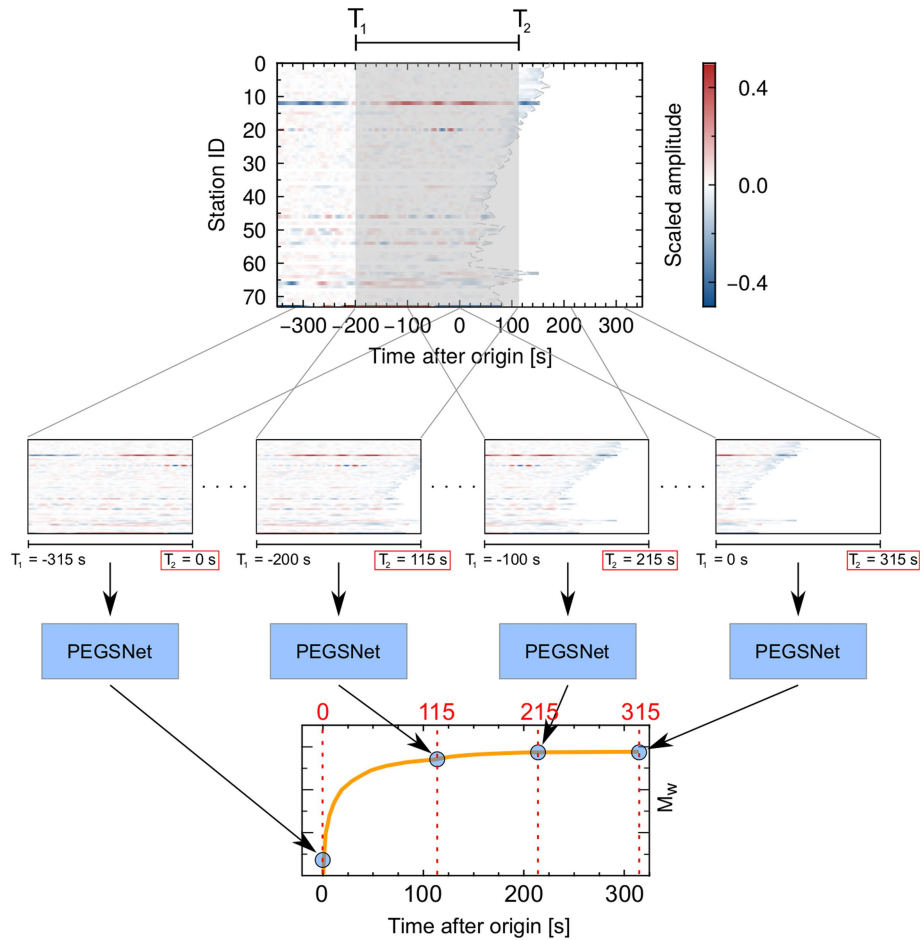 T1 T2
0
10
20
30
40
50
60
70
Station ID
−300 −200 −100 0 100 200 300
Time after origin [s]
0.4
0.0
−0.4
Scaled amplitude
. . . . . . . . . . . .
T1 = -315 s T2 = 0 s T1 = -200 s T2 = 115 s T1 = -100 s T2 = 215 s T1 = 0 s T2 = 315 s
PEGSNet PEGSNet PEGSNet PEGSNet
0 115 215 315
Mw
0 100 200 300
Time after origin [s]